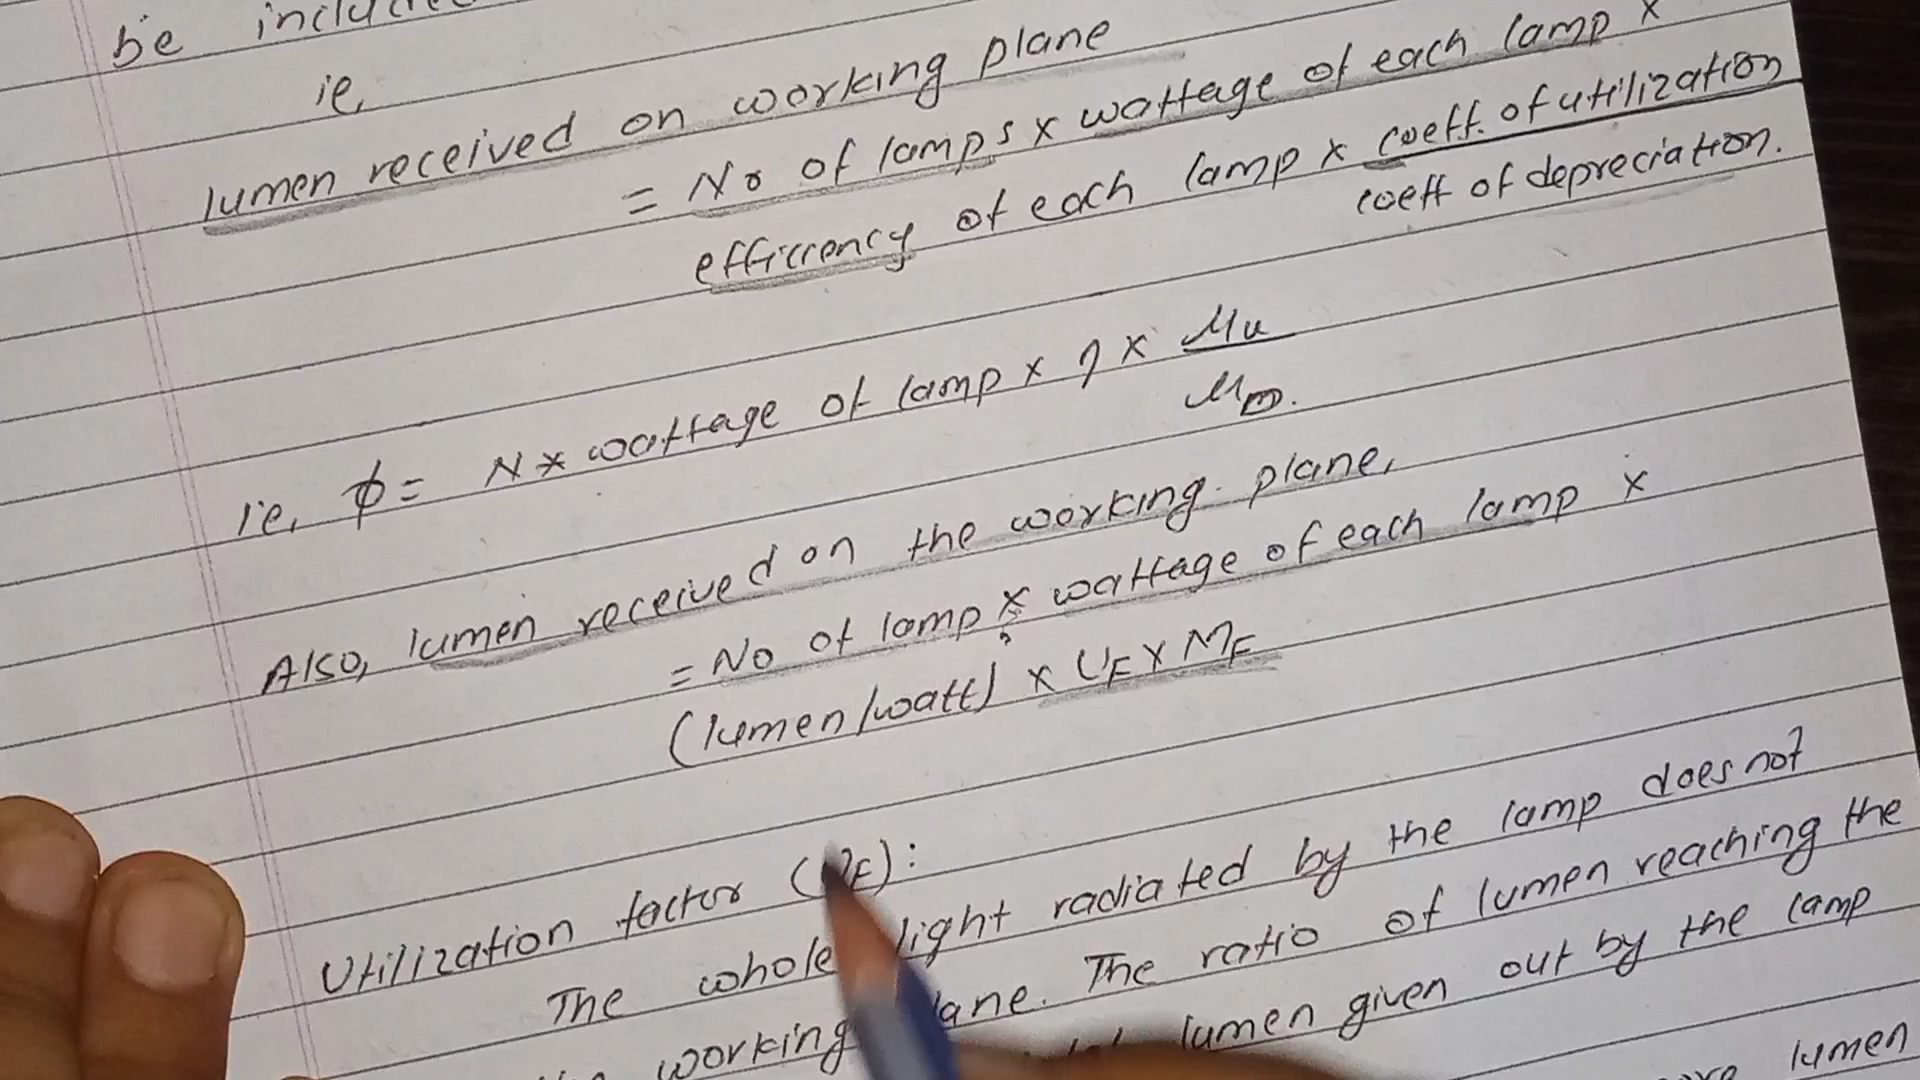 be
ie,
lumen received on working plane
= No of lamps x wattage of each lamp x
efficiency of each lamp x coeff. of utilization
coeff of depreciation.
ie, ϕ = N x wattage of lamp x η x Mu
MD.
Also, lumen received on the working plane,
= No of lamp x wattage of each lamp x
(lumen/watt) x UF x MF
Utilization factor (UF):
The whole light radiated by the lamp does not
working The ratio of lumen reaching the
lumen given out by the lamp
lumen